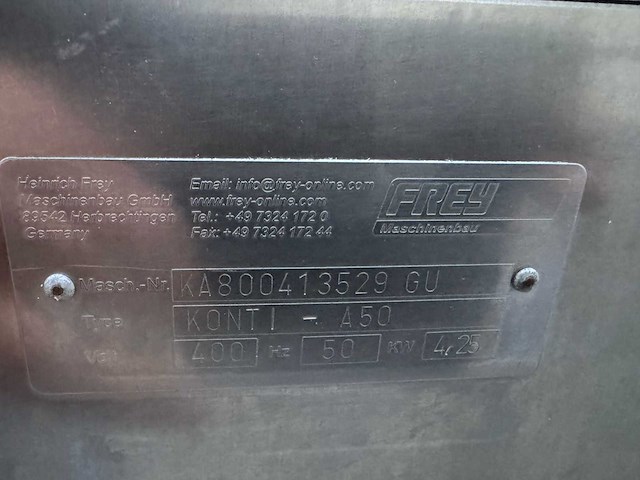 Heinrich Frey
Maschinenbau GmbH
89542 Herbrechtingen
Germany
Email: info@frey-online.com
www.frey-online.com
Tel.: +49 7324 172 0
Fax: +49 7324 172 44
FREY
Maschinenbau
Masch.-Nr. KA800413529 GU
Type KONTI - A50
Volt 400 Hz 50 KW 4,25